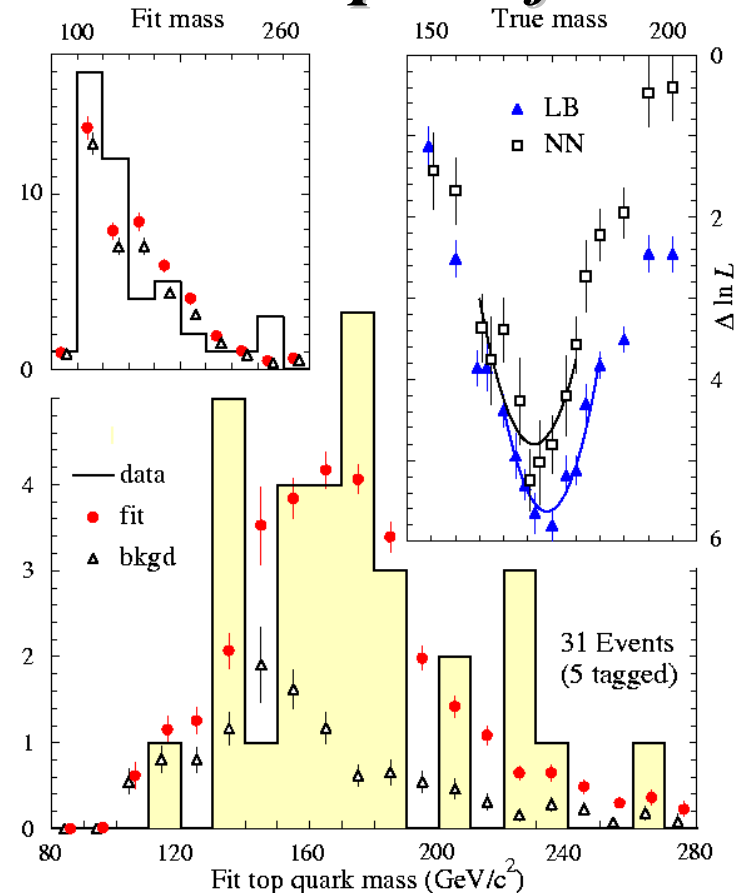 Fit mass
100 260
10
0
True mass
150 200
0
2
4
6
Δ ln L
LB
NN
data
fit
bkgd
4
3
2
1
0
31 Events
(5 tagged)
80 120 160 200 240 280
Fit top quark mass (GeV/c²)